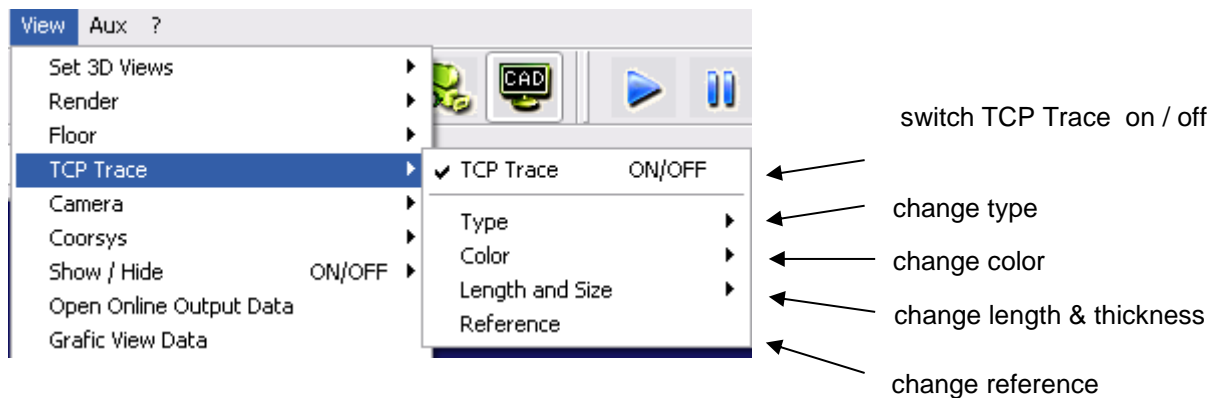 View Aux ?
Set 3D Views
Render
Floor
TCP Trace
Camera
Coorsys
Show / Hide ON/OFF
Open Online Output Data
Grafic View Data
CAD
TCP Trace ON/OFF
Type
Color
Length and Size
Reference
switch TCP Trace on / off
change type
change color
change length & thickness
change reference